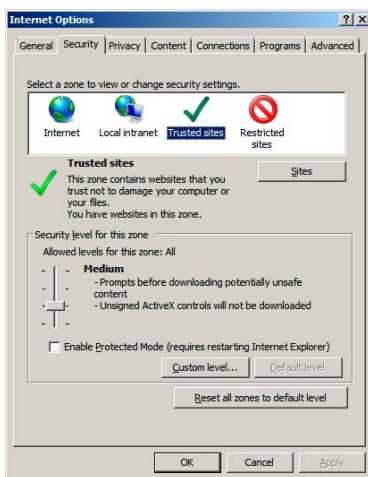 Internet Options
? X
General Security Privacy Content Connections Programs Advanced
Select a zone to view or change security settings.
Internet Local intranet Trusted sites Restricted
sites
Trusted sites
Sites
This zone contains websites that you
trust not to damage your computer or
your files.
You have websites in this zone.
Security level for this zone
Allowed levels for this zone: All
Medium
- Prompts before downloading potentially unsafe
content
- Unsigned ActiveX controls will not be downloaded
Enable Protected Mode (requires restarting Internet Explorer)
Custom level... Default level
Reset all zones to default level
OK Cancel Apply